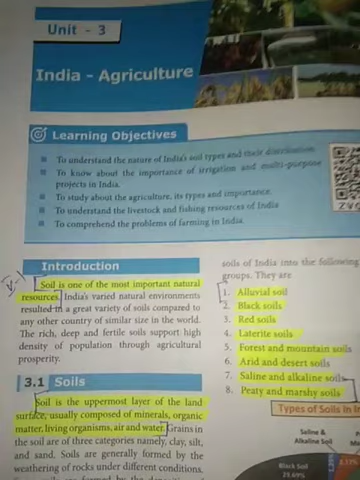 Unit - 3
India - Agriculture
Learning Objectives
To understand the nature of India's soil types and their distribution.
To know about the importance of irrigation and multi-purpose
projects in India.
To study about the agriculture, its types and importance.
To understand the livestock and fishing resources of India
To comprehend the problems of farming in India.
Introduction
Soil is one of the most important natural
resources. India's varied natural environments
resulted in a great variety of soils compared to
any other country of similar size in the world.
The rich, deep and fertile soils support high
density of population through agricultural
prosperity.
3.1 Soils
Soil is the uppermost layer of the land
surface, usually composed of minerals, organic
matter, living organisms, air and water. Grains in
the soil are of three categories namely, clay, silt,
and sand. Soils are generally formed by the
weathering of rocks under different conditions.
soils of India into the following
groups. They are
1. Alluvial soil
2. Black soils
3. Red soils
4. Laterite soils
5. Forest and mountain soils
6. Arid and desert soils
7. Saline and alkaline soils
8. Peaty and marshy soils
Types of Soils in In
Saline &
Alkaline Soil
Black Soil
29.69%